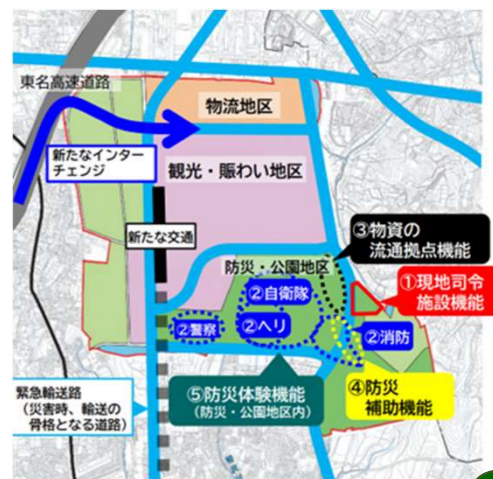 東名高速道路
物流地区
新たなインター
チェンジ
観光・賑わい地区
新たな交通
③物資の
流通拠点機能
防災・公園地区
①現地司令
施設機能
②自衛隊
②警察
②ヘリ
②消防
緊急輸送路
(災害時、輸送の
骨格となる道路)
⑤防災体験機能
(防災・公園地区内)
④防災
補助機能